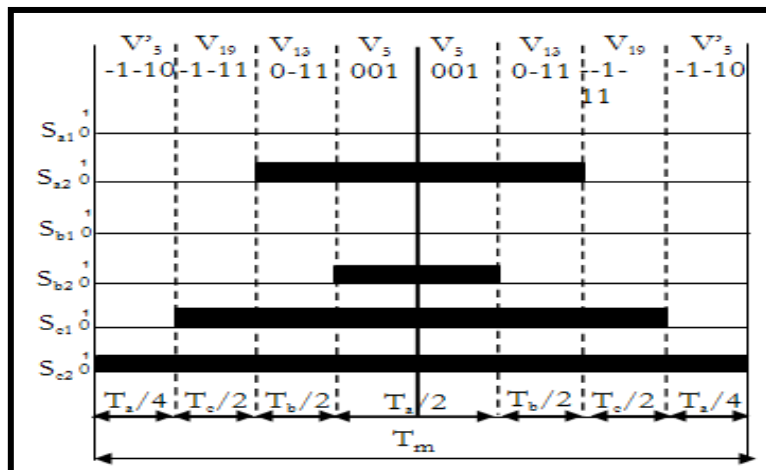 V'5 V19 V13 V5 V5 V13 V19 V'5
-1-10 -1-11 0-11 001 001 0-11 --1- -1-10
11
Sa1 1 0
Sa2 1 0
Sb1 1 0
Sb2 1 0
Sc1 1 0
Sc2 1 0
Ta/4 Tc/2 Tb/2 Ta/2 Tb/2 Tc/2 Ta/4
Tm